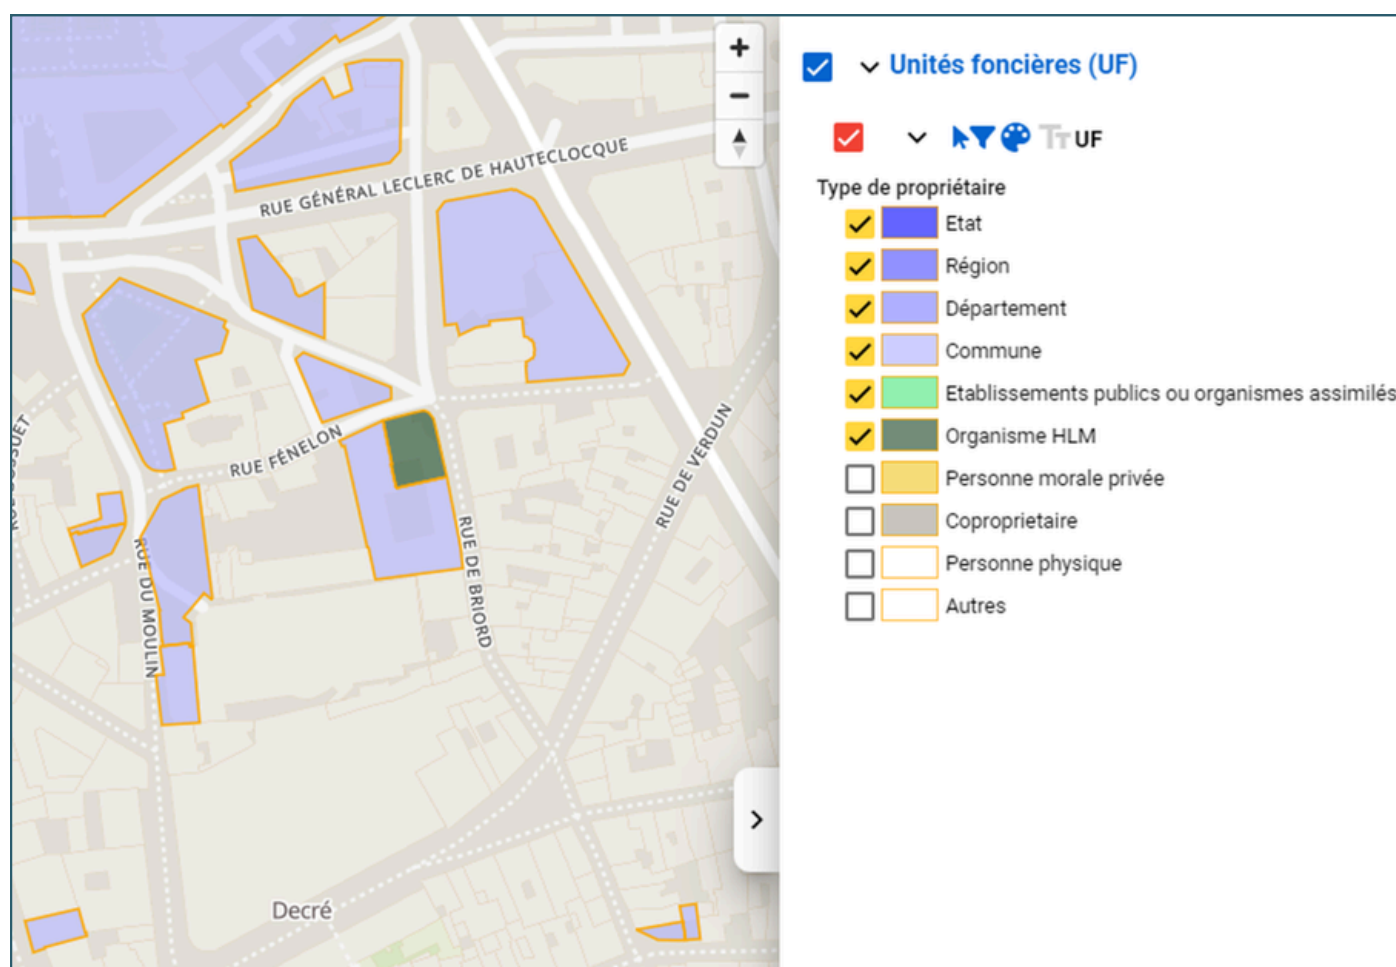 RUE GÉNÉRAL LECLERC DE HAUTECLOCQUE
RUE FÉNELON
RUE DE VERDUN
RUE DE BRIORD
RUE DU MOULIN
Decré
Unités foncières (UF)
UF
Type de propriétaire
Etat
Région
Département
Commune
Etablissements publics ou organismes assimilés
Organisme HLM
Personne morale privée
Coproprietaire
Personne physique
Autres